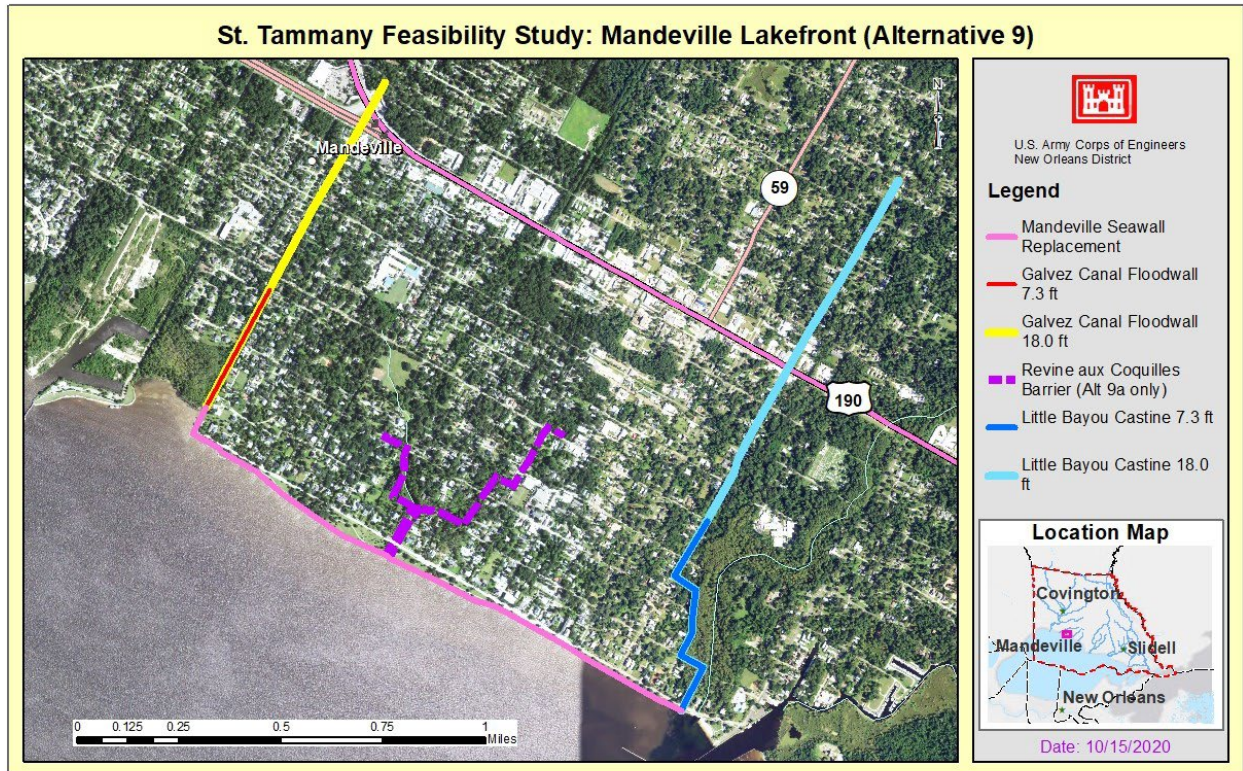 St. Tammany Feasibility Study: Mandeville Lakefront (Alternative 9)
N
Mandeville
59
190
0 0.125 0.25 0.5 0.75 1
Miles
U.S. Army Corps of Engineers
New Orleans District
Legend
Mandeville Seawall
Replacement
Galvez Canal Floodwall
7.3 ft
Galvez Canal Floodwall
18.0 ft
Revine aux Coquilles
Barrier (Alt 9a only)
Little Bayou Castine 7.3 ft
Little Bayou Castine 18.0
ft
Location Map
Covington
Mandeville
Slidell
New Orleans
Date: 10/15/2020